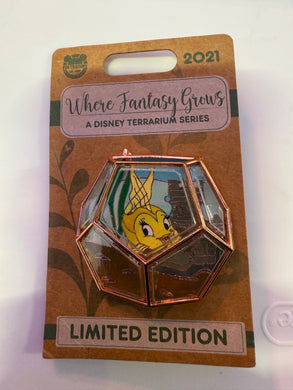 2021
Where Fantasy Grows
A DISNEY TERRARIUM SERIES
LIMITED EDITION